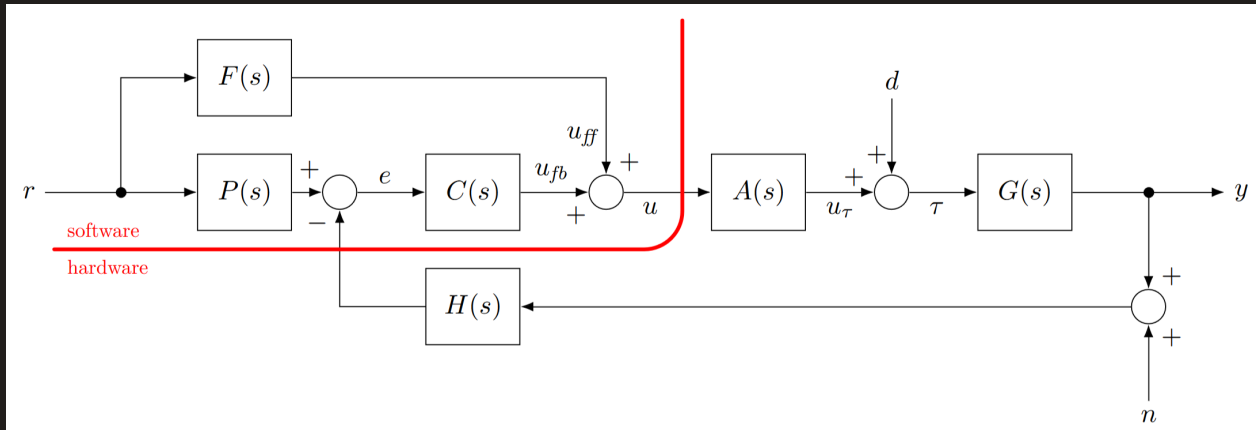 F(s)
d
u_ff
+
+
r
P(s)
+
e
C(s)
u_fb
+
u
A(s)
+
u_τ
τ
G(s)
y
−
software
hardware
H(s)
+
+
n